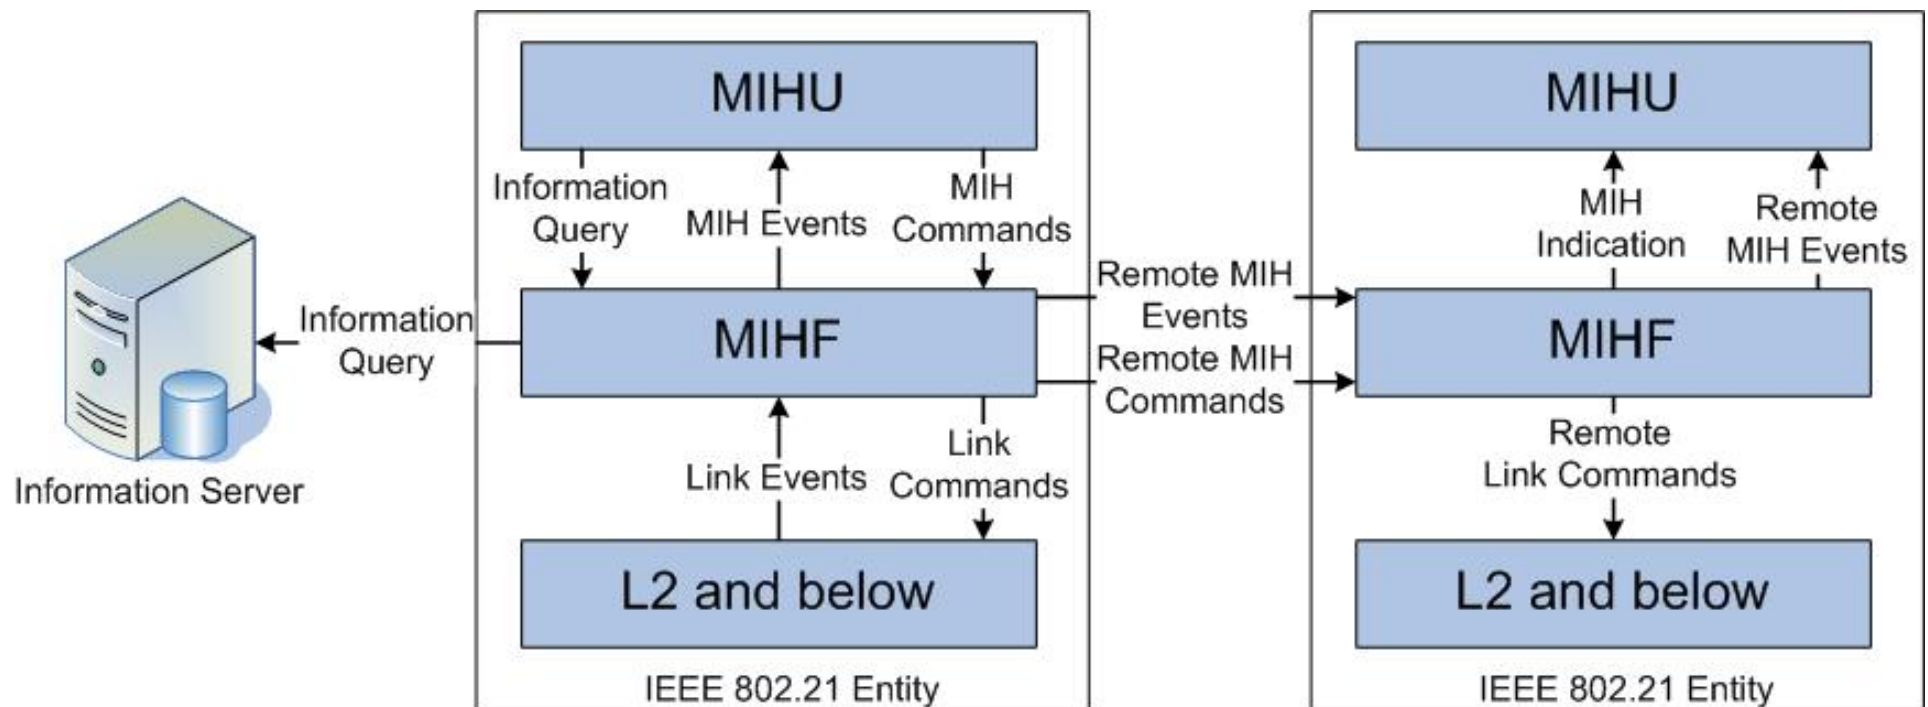 MIHU
MIHU
Information
Query
MIH Events
MIH
Commands
MIH
Indication
Remote
MIH Events
Information
Query
MIHF
Remote MIH
Events
Remote MIH
Commands
MIHF
Link Events
Link
Commands
Remote
Link Commands
Information Server
L2 and below
L2 and below
IEEE 802.21 Entity
IEEE 802.21 Entity